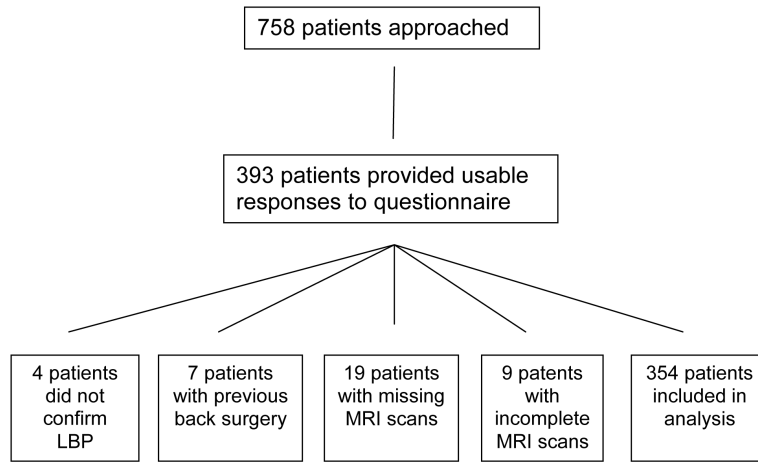 758 patients approached
393 patients provided usable
responses to questionnaire
4 patients
did not
confirm
LBP
7 patients
with previous
back surgery
19 patients
with missing
MRI scans
9 patents
with
incomplete
MRI scans
354 patients
included in
analysis